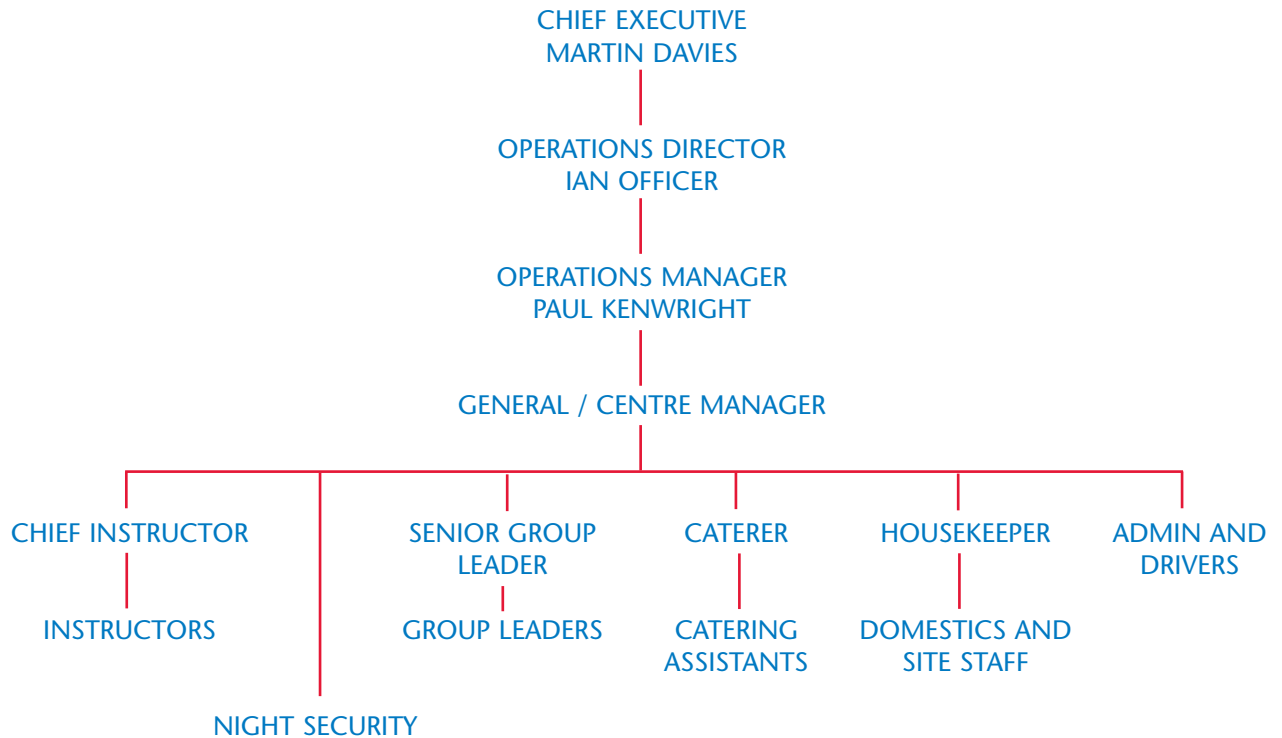 CHIEF EXECUTIVE
MARTIN DAVIES
OPERATIONS DIRECTOR
IAN OFFICER
OPERATIONS MANAGER
PAUL KENWRIGHT
GENERAL / CENTRE MANAGER
CHIEF INSTRUCTOR
INSTRUCTORS
NIGHT SECURITY
SENIOR GROUP
LEADER
GROUP LEADERS
CATERER
CATERING
ASSISTANTS
HOUSEKEEPER
DOMESTICS AND
SITE STAFF
ADMIN AND
DRIVERS